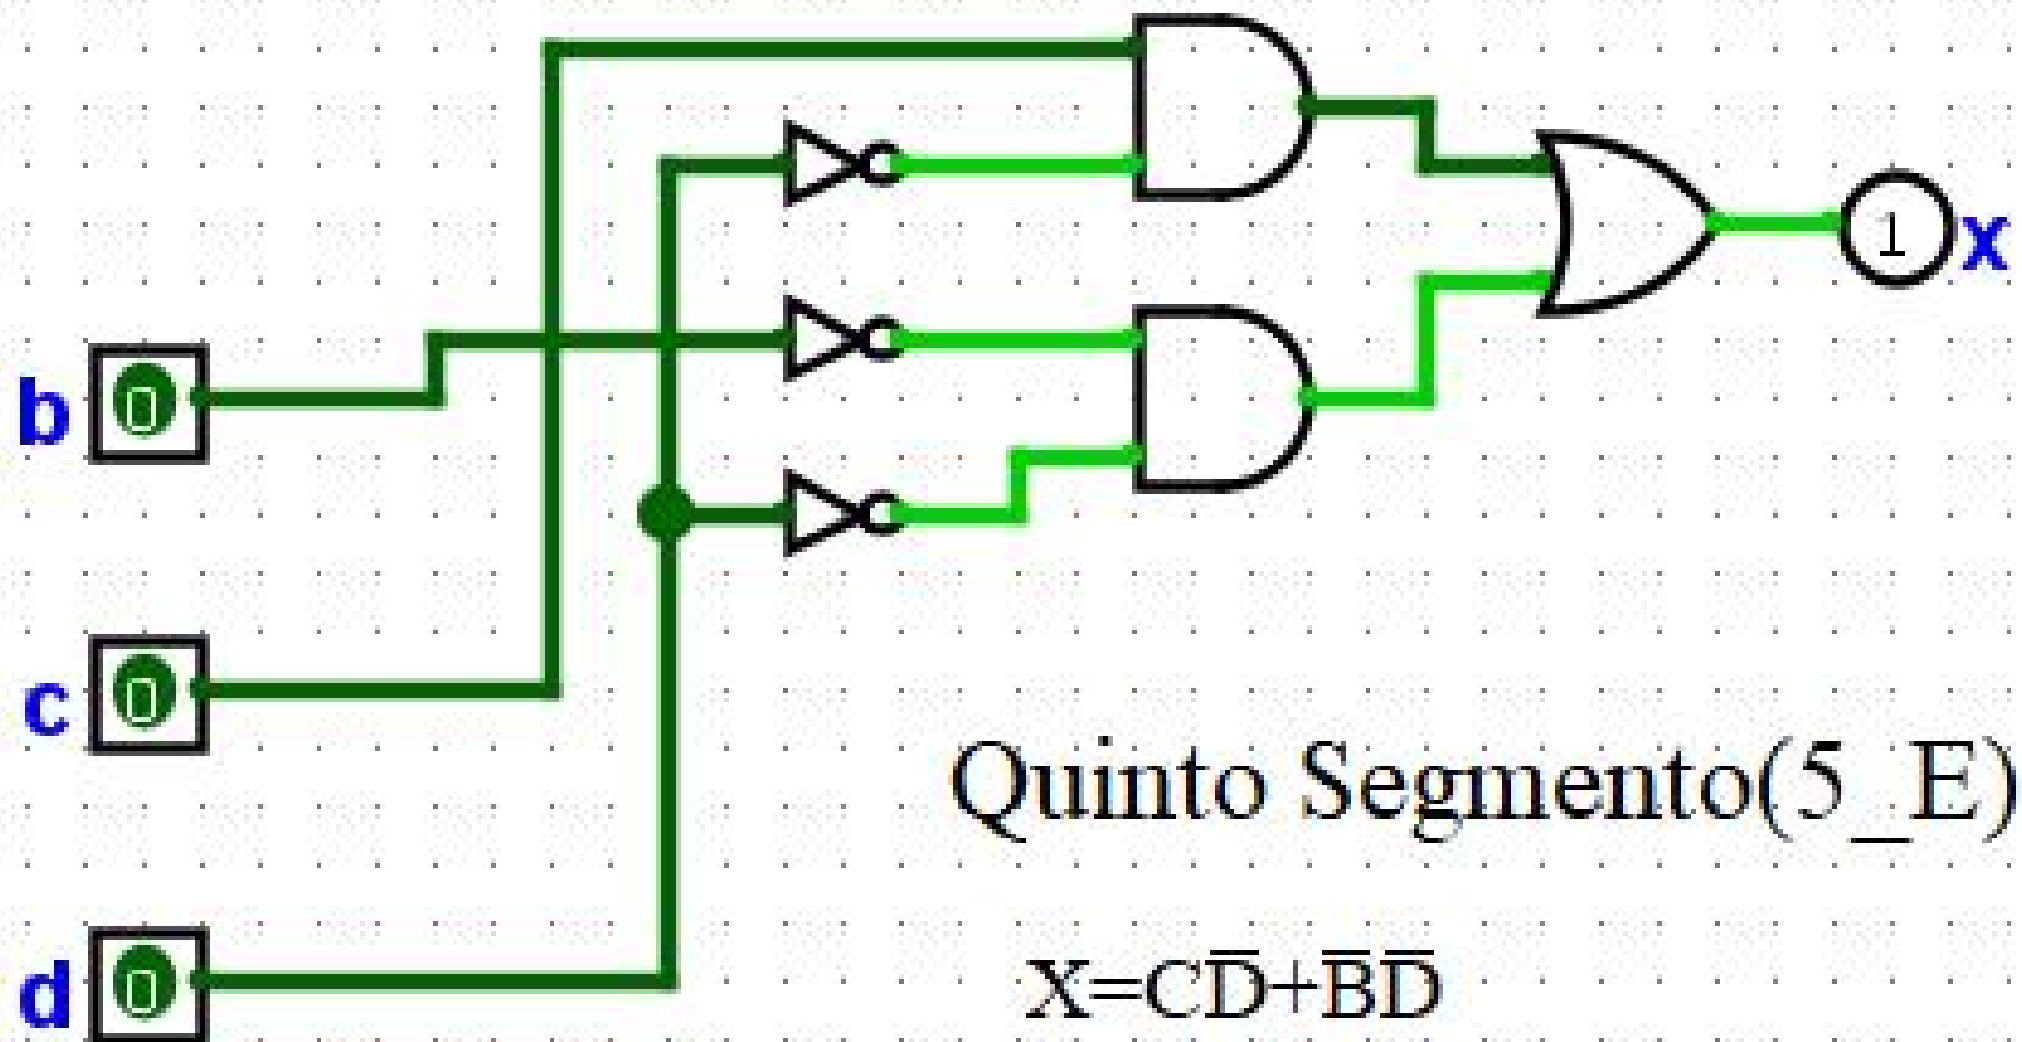 1 x
b 0
c 0
Quinto Segmento(5_E)
d 0
X=CD̅+B̅D̅